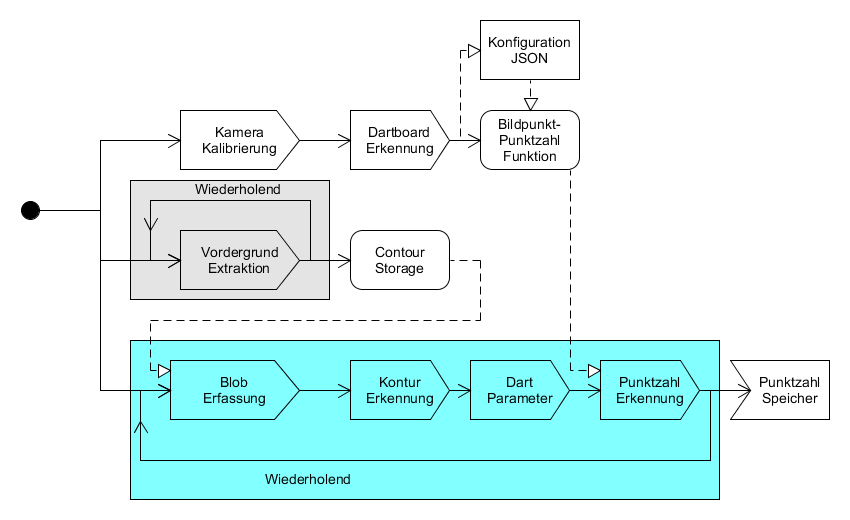 Konfiguration
JSON
Kamera
Kalibrierung
Dartboard
Erkennung
Bildpunkt-
Punktzahl
Funktion
Wiederholend
Vordergrund
Extraktion
Contour
Storage
Blob
Erfassung
Kontur
Erkennung
Dart
Parameter
Punktzahl
Erkennung
Punktzahl
Speicher
Wiederholend